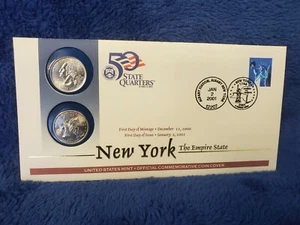 50
STATE
QUARTERS
JAN
2
2001
First Day of Mintage • December 11, 2000
First Day of Issue • January 2, 2001
New York The Empire State
UNITED STATES MINT • OFFICIAL COMMEMORATIVE COIN COVER